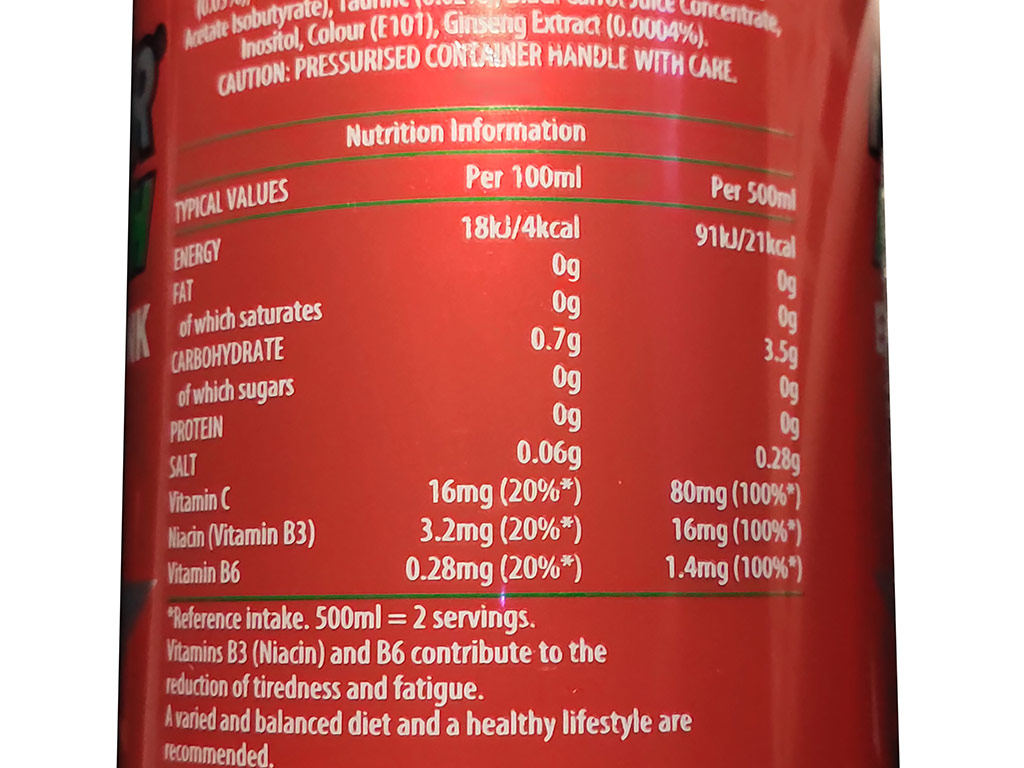 Acetate Isobutyrate), Taurine Black Carrot Juice Concentrate,
Inositol, Colour (E101), Ginseng Extract (0.0004%).
CAUTION: PRESSURISED CONTAINER HANDLE WITH CARE.
Nutrition Information
TYPICAL VALUES Per 100ml Per 500ml
ENERGY 18kJ/4kcal 91kJ/21kcal
FAT 0g 0g
of which saturates 0g 0g
CARBOHYDRATE 0.7g 3.5g
of which sugars 0g 0g
PROTEIN 0g 0g
SALT 0.06g 0.28g
Vitamin C 16mg (20%*) 80mg (100%*)
Niacin (Vitamin B3) 3.2mg (20%*) 16mg (100%*)
Vitamin B6 0.28mg (20%*) 1.4mg (100%*)
*Reference intake. 500ml = 2 servings.
Vitamins B3 (Niacin) and B6 contribute to the
reduction of tiredness and fatigue.
A varied and balanced diet and a healthy lifestyle are
recommended.